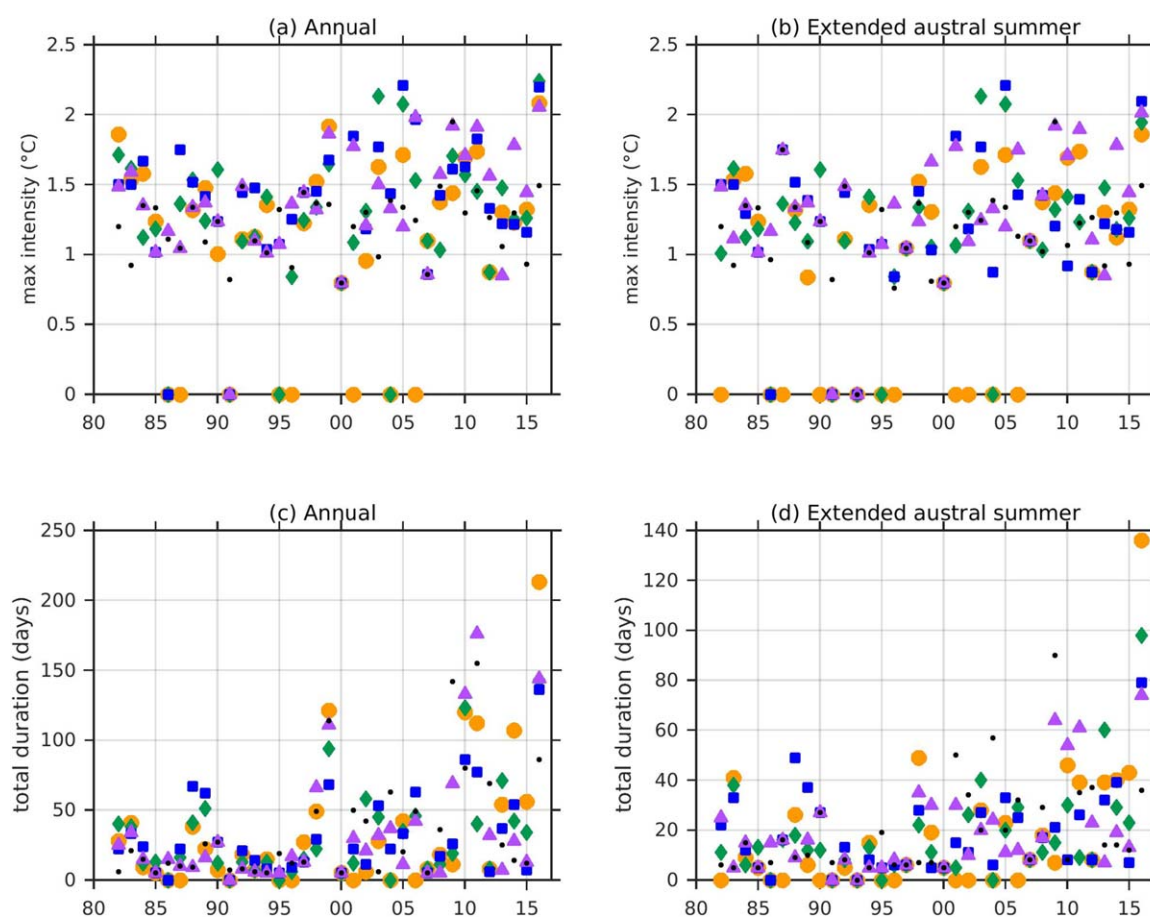 (a) Annual
(b) Extended austral summer
max intensity (°C)
2.5
2
1.5
1
0.5
0
80 85 90 95 00 05 10 15
max intensity (°C)
2.5
2
1.5
1
0.5
0
80 85 90 95 00 05 10 15
(c) Annual
(d) Extended austral summer
total duration (days)
250
200
150
100
50
0
80 85 90 95 00 05 10 15
total duration (days)
140
120
100
80
60
40
20
0
80 85 90 95 00 05 10 15